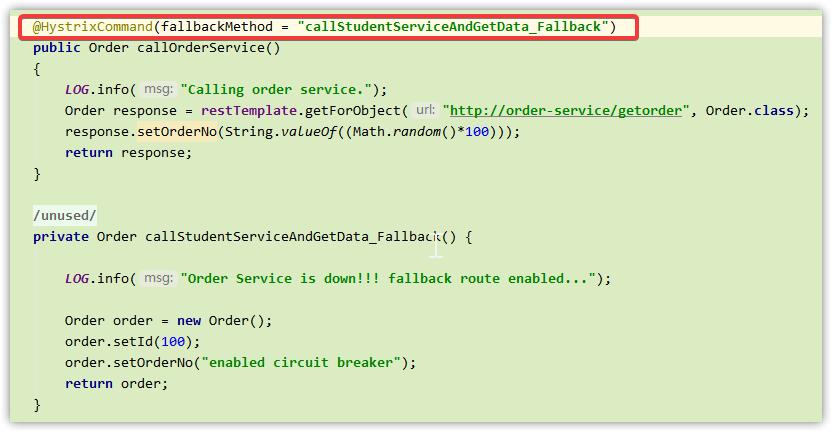 @HystrixCommand(fallbackMethod = "callStudentServiceAndGetData_Fallback")
public Order callOrderService()
{
    LOG.info( msg: "Calling order service.");
    Order response = restTemplate.getForObject( url: "http://order-service/getorder", Order.class);
    response.setOrderNo(String.valueOf((Math.random()*100)));
    return response;
}
/unused/
private Order callStudentServiceAndGetData_Fallback() {
    LOG.info( msg: "Order Service is down!!! fallback route enabled...");
    Order order = new Order();
    order.setId(100);
    order.setOrderNo("enabled circuit breaker");
    return order;
}